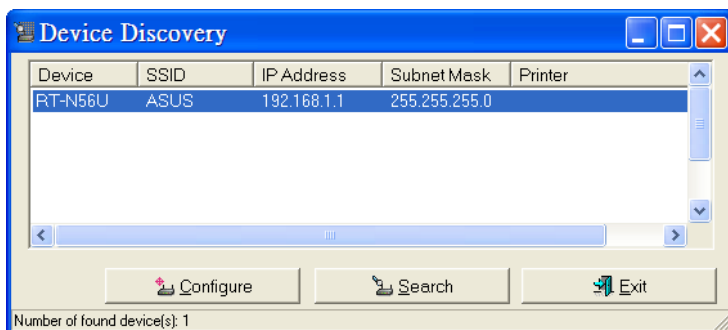 Device Discovery
Device SSID IP Address Subnet Mask Printer
RT-N56U ASUS 192.168.1.1 255.255.255.0
Configure Search Exit
Number of found device(s): 1